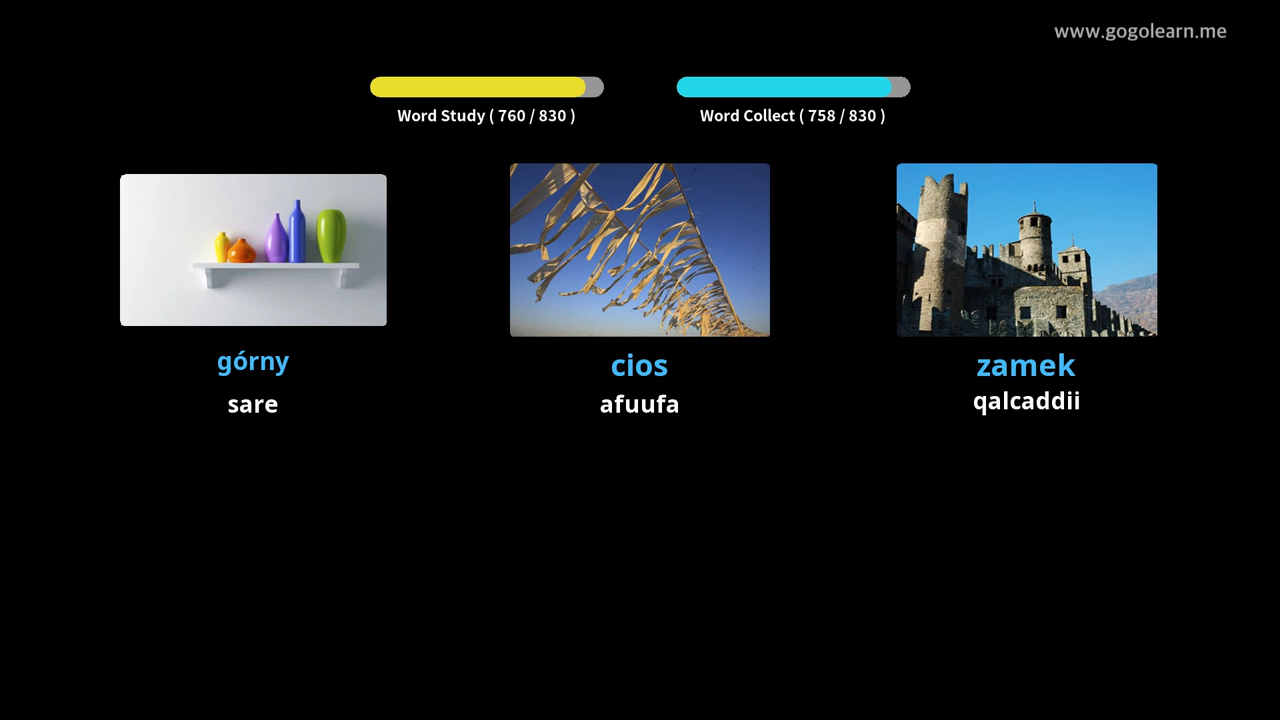 www.gogolearn.me
Word Study ( 760 / 830 )
Word Collect ( 758 / 830 )
górny
sare
cios
afuufa
zamek
qalcaddii